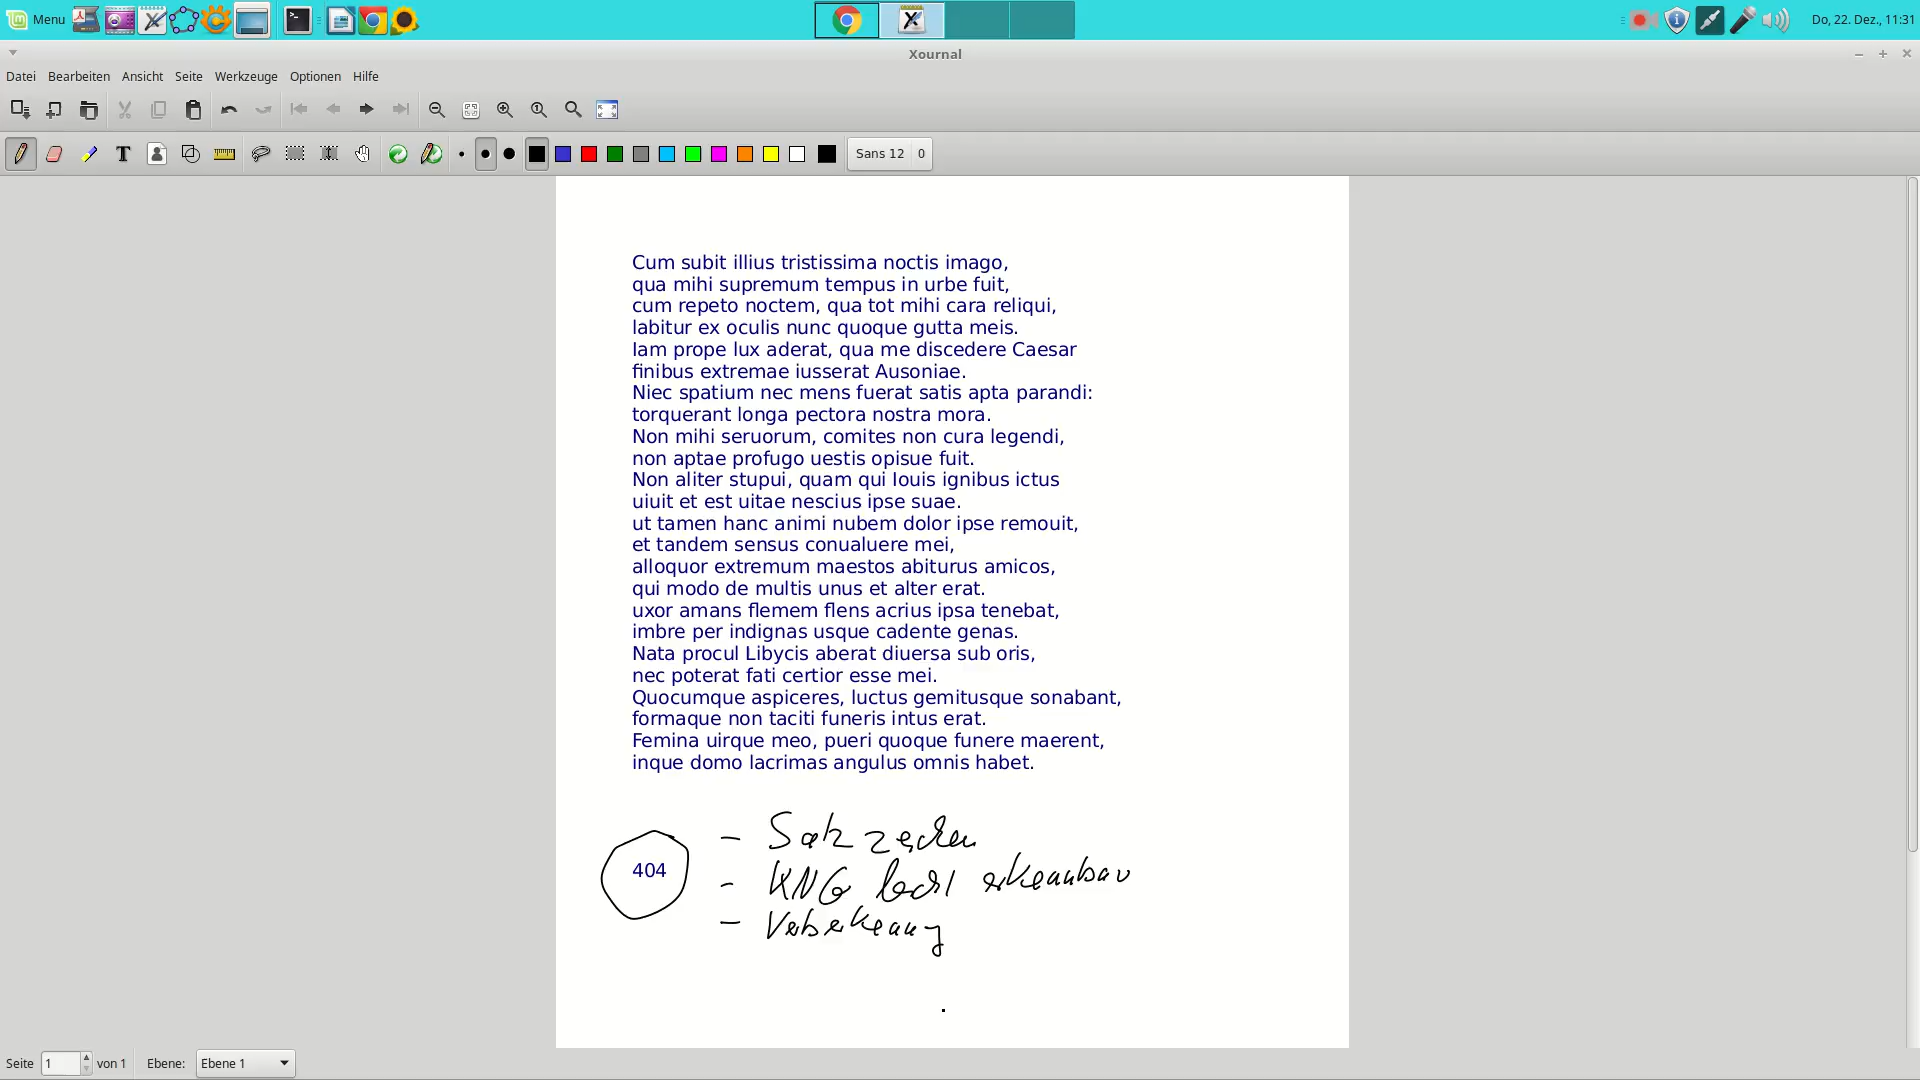 Menu
Do, 22. Dez., 11:31
Xournal
Datei Bearbeiten Ansicht Seite Werkzeuge Optionen Hilfe
Sans 12 0
Cum subit illius tristissima noctis imago,
qua mihi supremum tempus in urbe fuit,
cum repeto noctem, qua tot mihi cara reliqui,
labitur ex oculis nunc quoque gutta meis.
Iam prope lux aderat, qua me discedere Caesar
finibus extremae iusserat Ausoniae.
Niec spatium nec mens fuerat satis apta parandi:
torquerant longa pectora nostra mora.
Non mihi seruorum, comites non cura legendi,
non aptae profugo uestis opisue fuit.
Non aliter stupui, quam qui Iouis ignibus ictus
uiuit et est uitae nescius ipse suae.
ut tamen hanc animi nubem dolor ipse remouit,
et tandem sensus conualuere mei,
alloquor extremum maestos abiturus amicos,
qui modo de multis unus et alter erat.
uxor amans flemem flens acrius ipsa tenebat,
imbre per indignas usque cadente genas.
Nata procul Libycis aberat diuersa sub oris,
nec poterat fati certior esse mei.
Quocumque aspiceres, luctus gemitusque sonabant,
formaque non taciti funeris intus erat.
Femina uirque meo, pueri quoque funere maerent,
inque domo lacrimas angulus omnis habet.
- Satzzeichen
404
- KNG leicht erkennbar
- Verberkennung
Seite 1 von 1 Ebene: Ebene 1